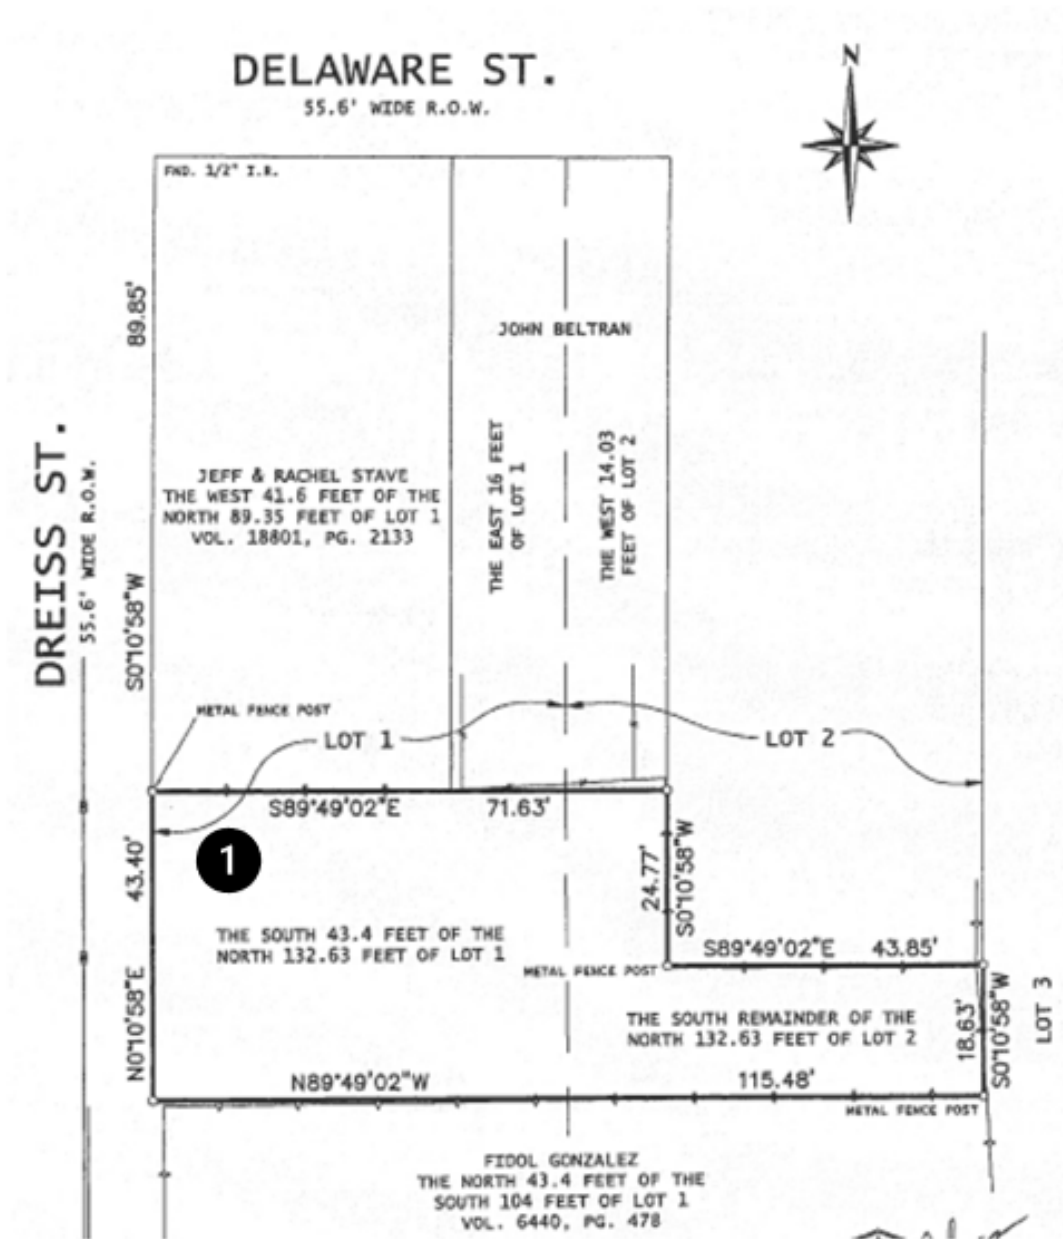 DELAWARE ST.
55.6' WIDE R.O.W.
N
FND. 1/2" I.R.
89.85'
JOHN BELTRAN
DREISS ST.
55.6' WIDE R.O.W.
S0°10'58"W
JEFF & RACHEL STAVE
THE WEST 41.6 FEET OF THE
NORTH 89.35 FEET OF LOT 1
VOL. 18801, PG. 2133
THE EAST 16 FEET
OF LOT 1
THE WEST 14.03
FEET OF LOT 2
METAL FENCE POST
LOT 1
LOT 2
S89°49'02"E 71.63'
1
43.40'
N0°10'58"E
24.77'
S0°10'58"W
THE SOUTH 43.4 FEET OF THE
NORTH 132.63 FEET OF LOT 1
S89°49'02"E 43.85'
METAL FENCE POST
THE SOUTH REMAINDER OF THE
NORTH 132.63 FEET OF LOT 2
18.63'
S0°10'58"W
LOT 3
N89°49'02"W 115.48'
METAL FENCE POST
FIDOL GONZALEZ
THE NORTH 43.4 FEET OF THE
SOUTH 104 FEET OF LOT 1
VOL. 6440, PG. 478